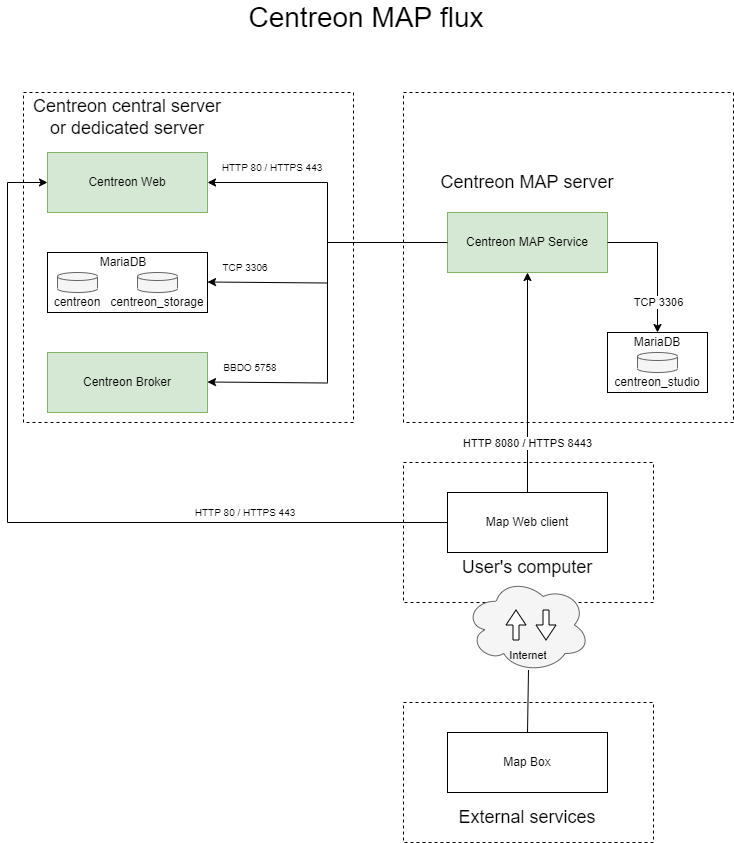 Centreon MAP flux
Centreon central server
or dedicated server
HTTP 80 / HTTPS 443
Centreon Web
Centreon MAP server
Centreon MAP Service
MariaDB
centreon
centreon_storage
TCP 3306
TCP 3306
MariaDB
centreon_studio
BBDO 5758
Centreon Broker
HTTP 8080 / HTTPS 8443
HTTP 80 / HTTPS 443
Map Web client
User's computer
Internet
Map Box
External services